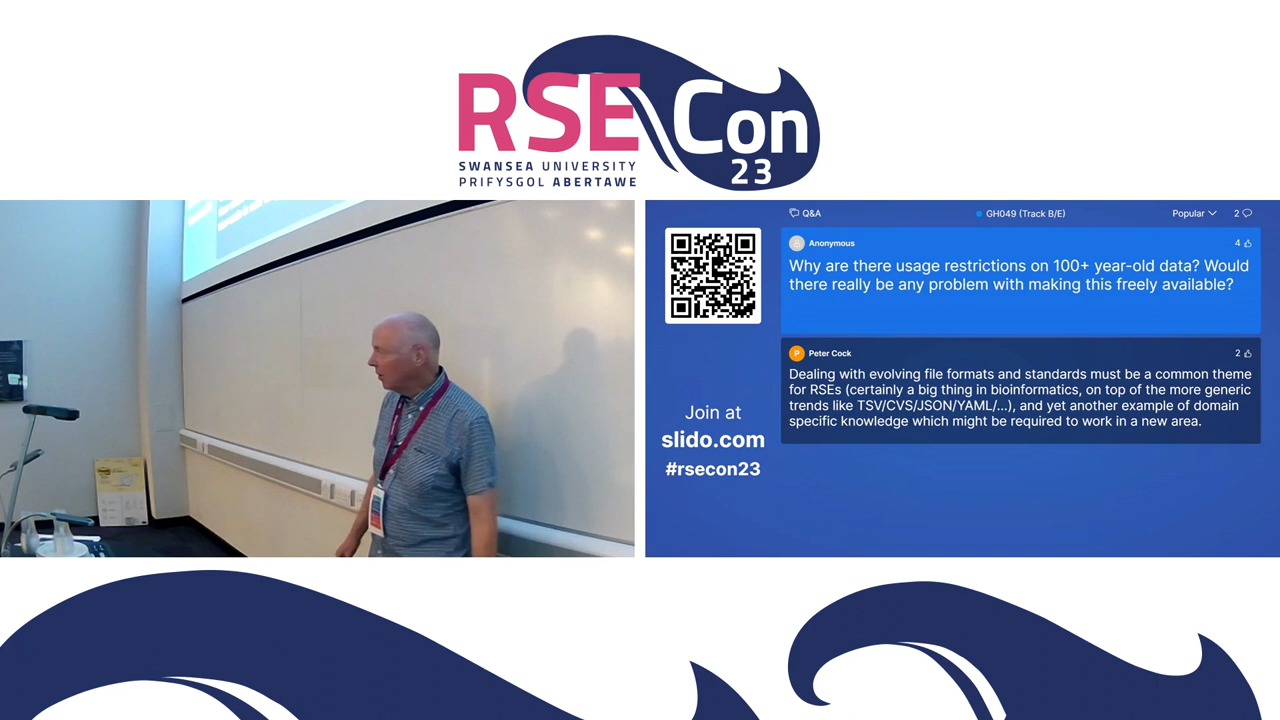 RSE Con
23
SWANSEA UNIVERSITY
PRIFYSGOL ABERTAWE
Q&A
GH049 (Track B/E)
Popular
2
Anonymous
4
Why are there usage restrictions on 100+ year-old data? Would
there really be any problem with making this freely available?
Peter Cock
2
P
Dealing with evolving file formats and standards must be a common theme
for RSEs (certainly a big thing in bioinformatics, on top of the more generic
trends like TSV/CVS/JSON/YAML/...), and yet another example of domain
specific knowledge which might be required to work in a new area.
Join at
slido.com
#rsecon23